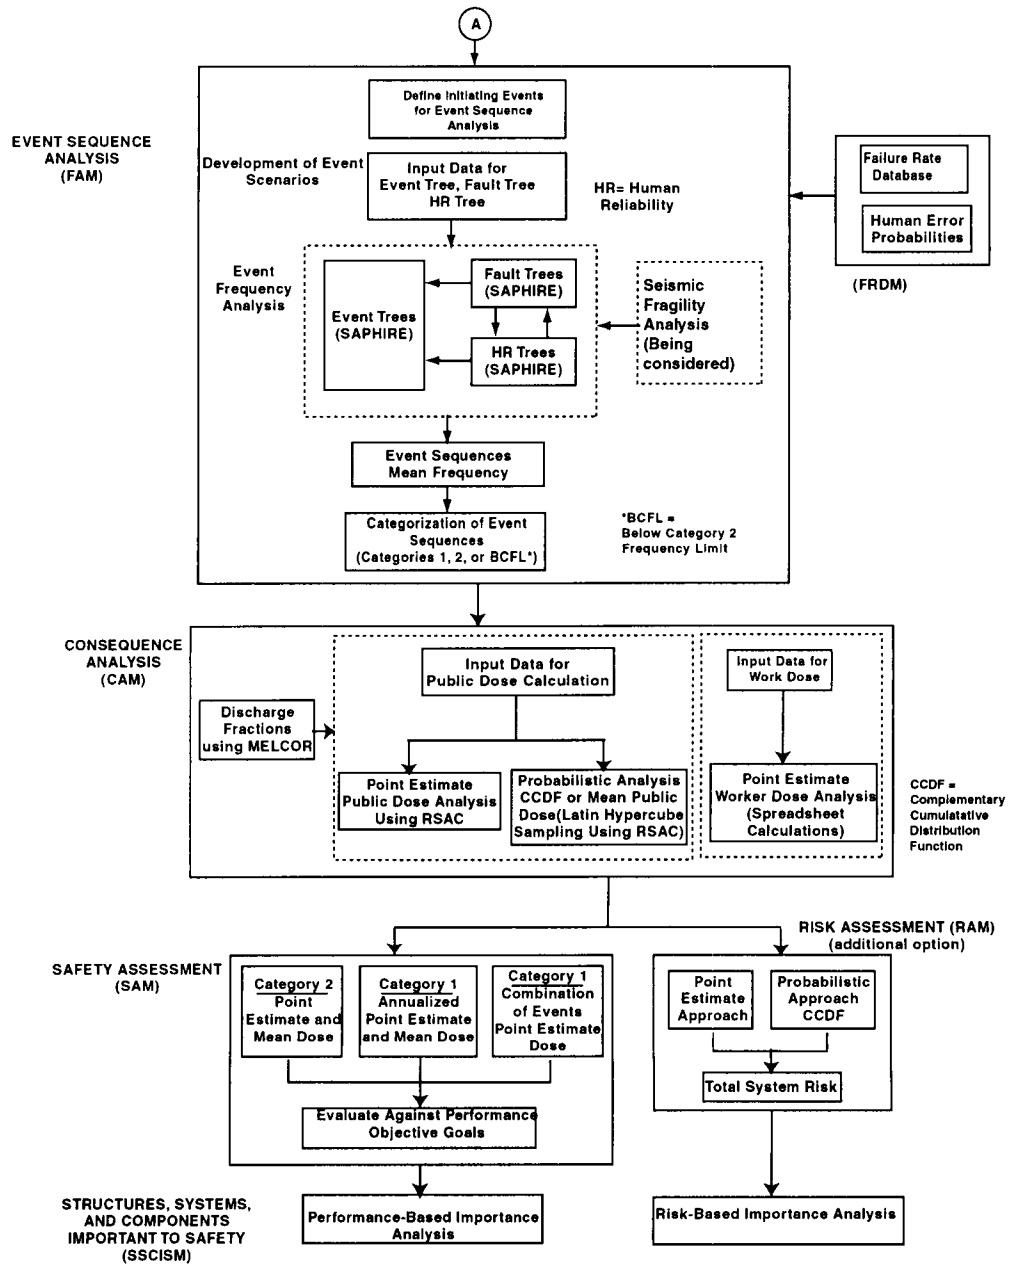 A
Define Initiating Events
for Event Sequence
Analysis
EVENT SEQUENCE
ANALYSIS
(FAM)
Development of Event
Scenarios
Input Data for
Event Tree, Fault Tree
HR Tree
HR= Human
Reliability
Failure Rate
Database
Human Error
Probabilities
(FRDM)
Event
Frequency
Analysis
Event Trees
(SAPHIRE)
Fault Trees
(SAPHIRE)
HR Trees
(SAPHIRE)
Seismic
Fragility
Analysis
(Being
considered)
Event Sequences
Mean Frequency
Categorization of Event
Sequences
(Categories 1, 2, or BCFL*)
*BCFL =
Below Category 2
Frequency Limit
CONSEQUENCE
ANALYSIS
(CAM)
Discharge
Fractions
using MELCOR
Input Data for
Public Dose Calculation
Input Data for
Work Dose
Point Estimate
Public Dose Analysis
Using RSAC
Probabilistic Analysis
CCDF or Mean Public
Dose(Latin Hypercube
Sampling Using RSAC)
Point Estimate
Worker Dose Analysis
(Spreadsheet
Calculations)
CCDF =
Complementary
Cumulatative
Distribution
Function
SAFETY ASSESSMENT
(SAM)
Category 2
Point
Estimate and
Mean Dose
Category 1
Annualized
Point Estimate
and Mean Dose
Category 1
Combination
of Events
Point Estimate
Dose
Evaluate Against Performance
Objective Goals
RISK ASSESSMENT (RAM)
(additional option)
Point
Estimate
Approach
Probabilistic
Approach
CCDF
Total System Risk
STRUCTURES, SYSTEMS,
AND COMPONENTS
IMPORTANT TO SAFETY
(SSCISM)
Performance-Based Importance
Analysis
Risk-Based Importance Analysis